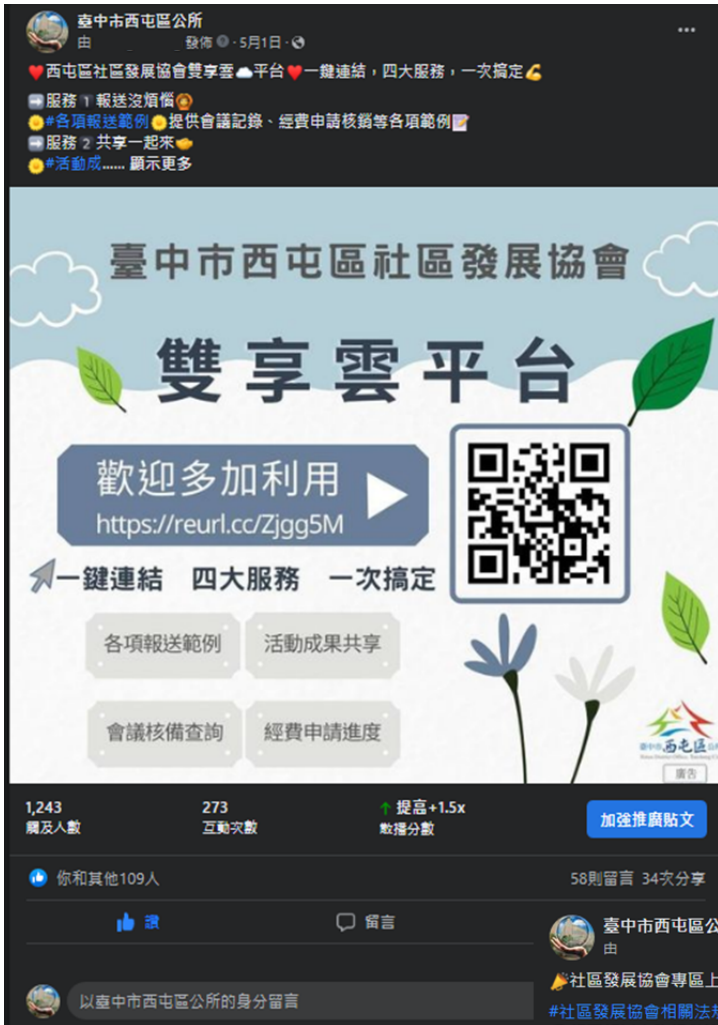 臺中市西屯區公所
由 發佈 · 5月1日 ·
❤️西屯區社區發展協會雙享雲☁️平台❤️一鍵連結，四大服務，一次搞定💪
➡️服務1️⃣報送沒煩惱🙆
🌞#各項報送範例🌞提供會議記錄、經費申請核銷等各項範例📝
➡️服務2️⃣共享一起來🤝
🌞#活動成...... 顯示更多
臺中市西屯區社區發展協會
雙享雲平台
歡迎多加利用
https://reurl.cc/Zjgg5M
一鍵連結 四大服務 一次搞定
各項報送範例 活動成果共享
會議核備查詢 經費申請進度
臺中市西屯區公所
廣告
1,243 273 ↑ 提高+1.5x
觸及人數 互動次數 散播分數
加強推廣貼文
你和其他109人 58則留言 34次分享
讚 留言
臺中市西屯區公
由
以臺中市西屯區公所的身分留言
🎉社區發展協會專區上
#社區發展協會相關法規